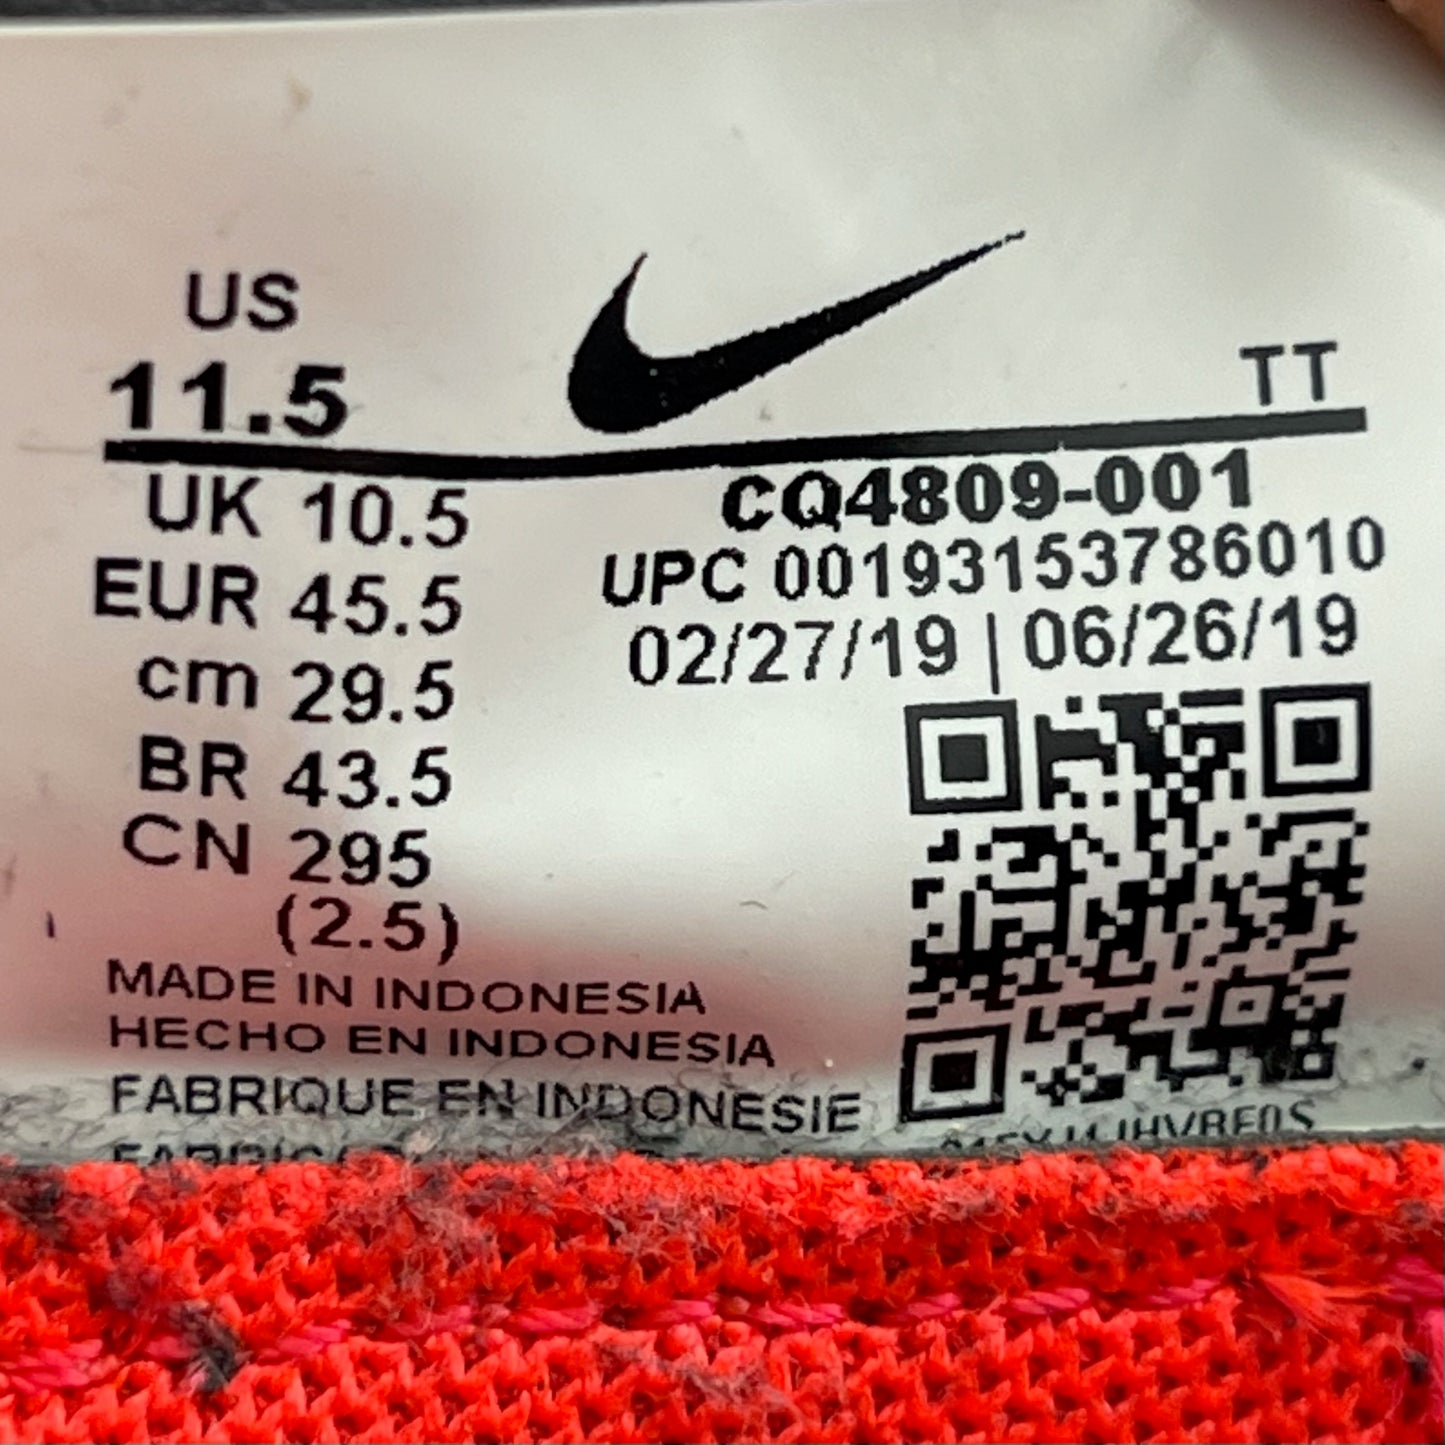 US
11.5
TT
UK 10.5
EUR 45.5
cm 29.5
BR 43.5
CN 295
(2.5)
CQ4809-001
UPC 00193153786010
02/27/19 | 06/26/19
MADE IN INDONESIA
HECHO EN INDONESIA
FABRIQUE EN INDONESIE